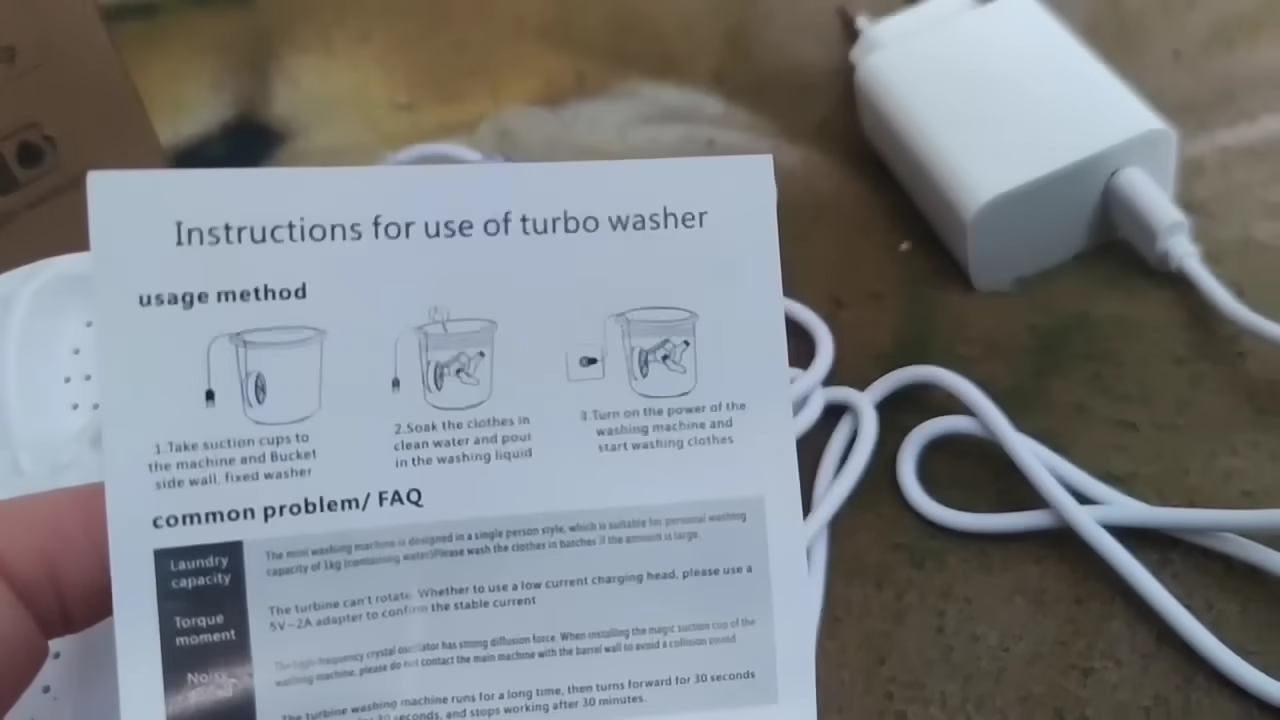 Instructions for use of turbo washer
usage method
1.Take suction cups to
the machine and Bucket
side wall, fixed washer
2.Soak the clothes in
clean water and pour
in the washing liquid
3.Turn on the power of the
washing machine and
start washing clothes
common problem/ FAQ
Laundry
capacity
The mini washing machine is designed in a single person style, which is suitable for personal washing
capacity of 1kg (containing water)Please wash the clothes in batches if the amount is large.
Torque
moment
The turbine can't rotate. Whether to use a low current charging head, please use a
5V-2A adapter to confirm the stable current
Noisy
The high-frequency crystal oscillator has strong diffusion force. When installing the magic suction cup of the
washing machine, please do not contact the main machine with the barrel wall to avoid a collision sound
The turbine washing machine runs for a long time, then turns forward for 30 seconds
30 seconds, and stops working after 30 minutes.